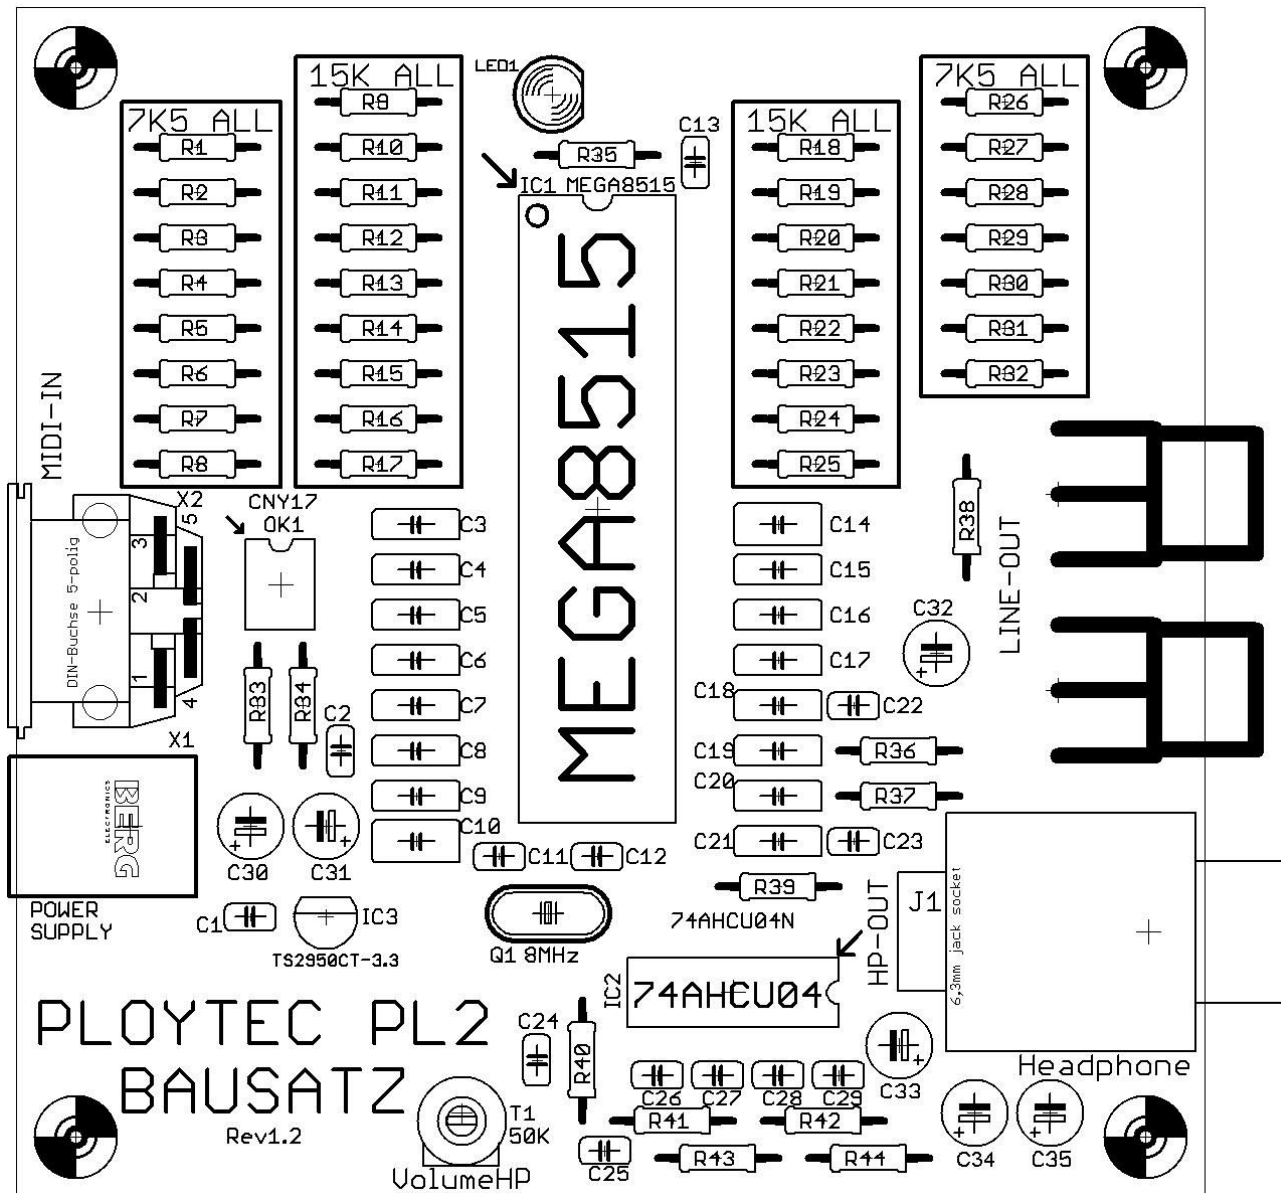 LED1
15K ALL
7K5 ALL
R9
R26
7K5 ALL
15K ALL
C13
R1
R10
R35
R18
R27
IC1 MEGA8515
R2
R11
R19
R28
R3
R12
R20
R29
R4
R13
R21
R30
R5
R14
R22
R31
R6
R15
R23
R32
R7
R16
R24
R8
R17
R25
MEGA8515
MIDI-IN
X2
CNY17
OK1
DIN-Buchse 5-polig
5
3
2
1
4
X1
C3
C4
C5
C6
C7
C8
C9
C10
C14
C15
C16
C17
C18
C19
C20
C21
C22
C23
R38
LINE-OUT
C32
R33
R34
C2
R36
R37
BERG
ELECTRONICS
POWER
SUPPLY
C30
C31
C1
IC3
TS2950CT-3.3
C11
C12
Q1 8MHz
R39
74AHCU04N
IC2
74AHCU04
HP-OUT
J1
6,3mm jack socket
Headphone
PLOYTEC PL2
BAUSATZ
Rev1.2
C24
R40
T1
50K
VolumeHP
C26
C27
C28
C29
C33
R41
R42
C25
R43
R44
C34
C35